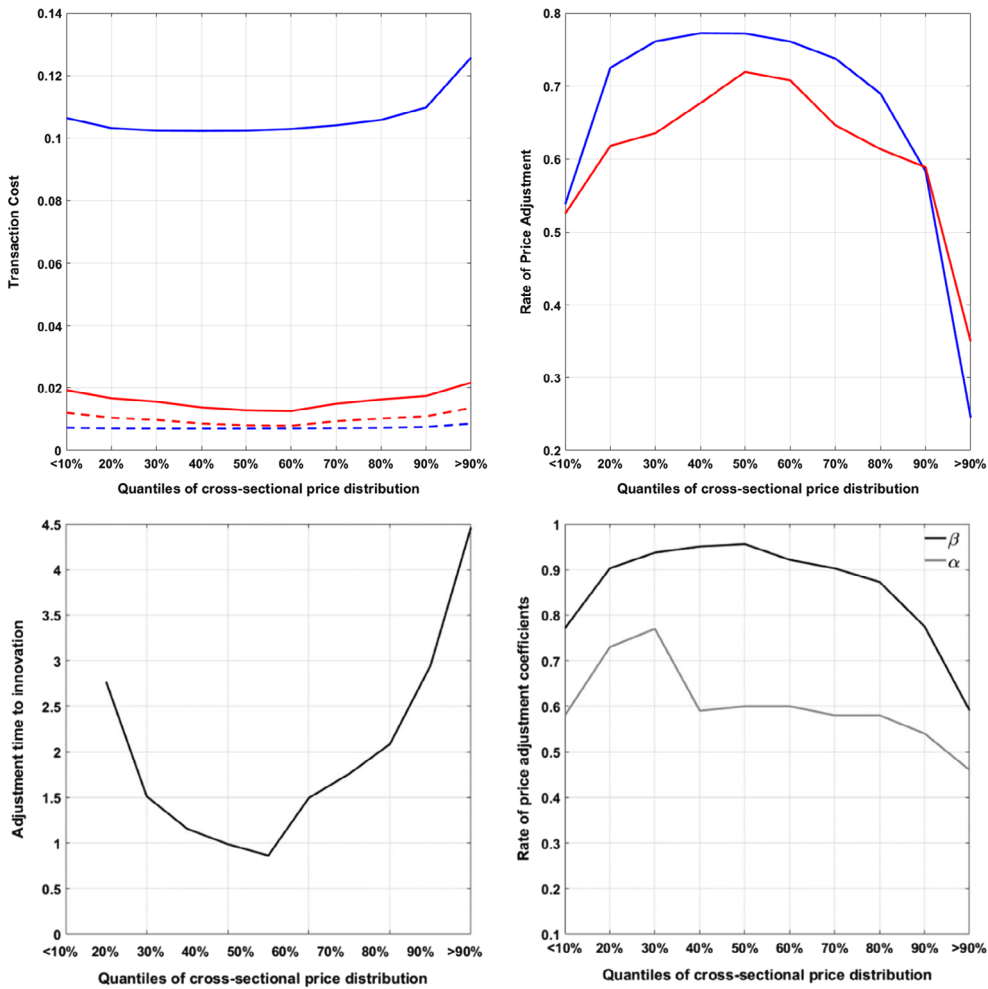 0.14
0.12
0.1
0.08
0.06
0.04
0.02
0
Transaction Cost
<10% 20% 30% 40% 50% 60% 70% 80% 90% >90%
Quantiles of cross-sectional price distribution
0.8
0.7
0.6
0.5
0.4
0.3
0.2
Rate of Price Adjustment
<10% 20% 30% 40% 50% 60% 70% 80% 90% >90%
Quantiles of cross-sectional price distribution
4.5
4
3.5
3
2.5
2
1.5
1
0.5
0
Adjustment time to innovation
<10% 20% 30% 40% 50% 60% 70% 80% 90% >90%
Quantiles of cross-sectional price distribution
1
0.9
0.8
0.7
0.6
0.5
0.4
0.3
0.2
0.1
Rate of price adjustment coefficients
β
α
<10% 20% 30% 40% 50% 60% 70% 80% 90% >90%
Quantiles of cross-sectional price distribution